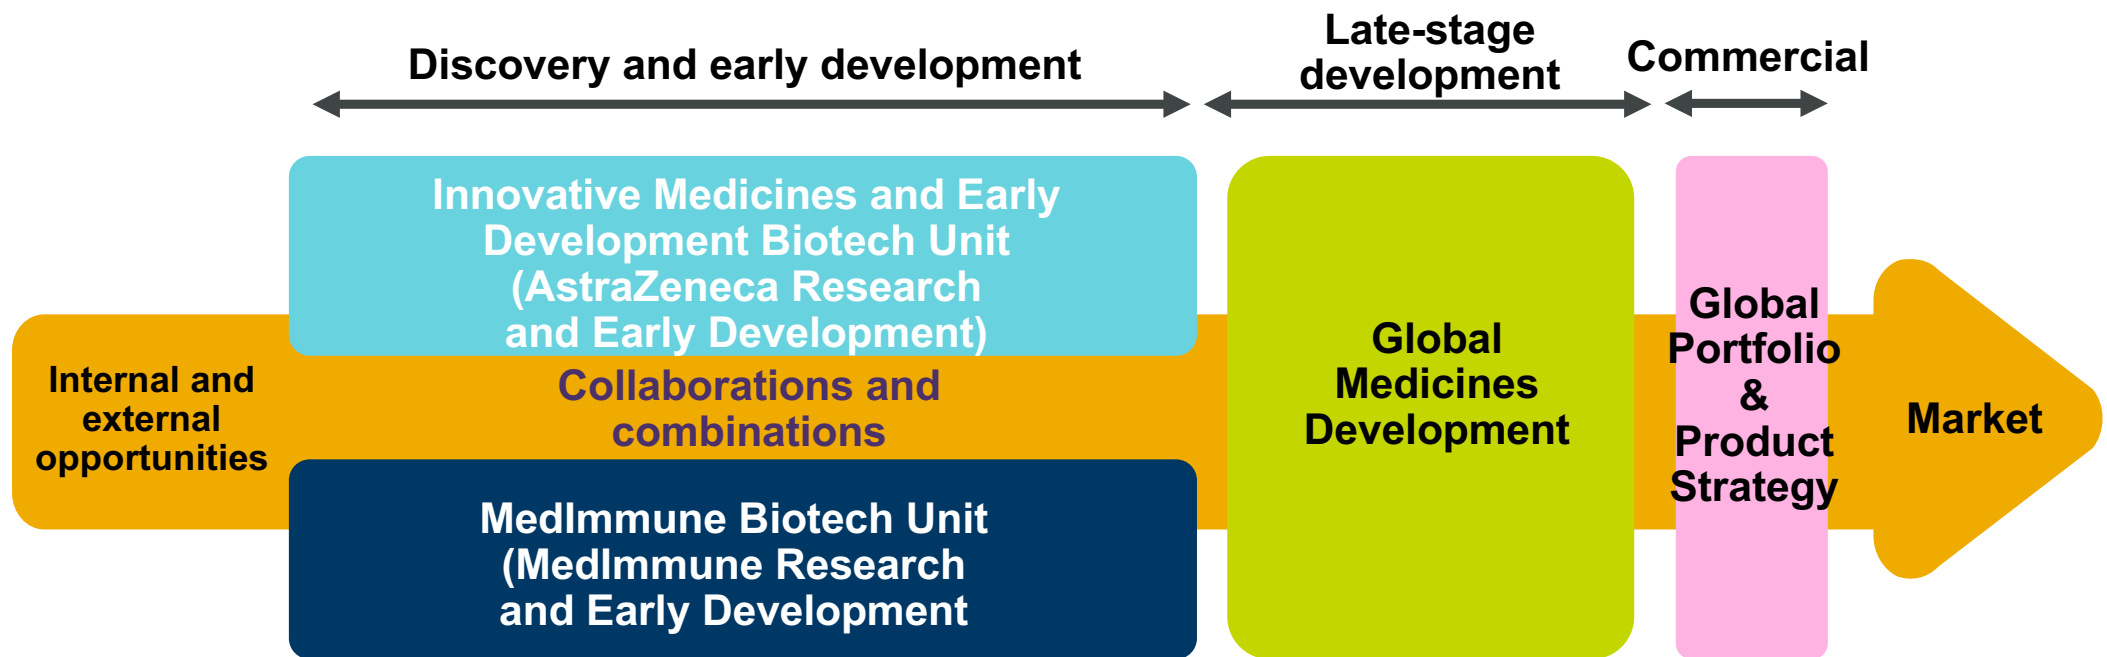 Discovery and early development
Late-stage
development
Commercial
Internal and
external
opportunities
Innovative Medicines and Early
Development Biotech Unit
(AstraZeneca Research
and Early Development)
Collaborations and
combinations
MedImmune Biotech Unit
(MedImmune Research
and Early Development
Global
Medicines
Development
Global
Portfolio
&
Product
Strategy
Market